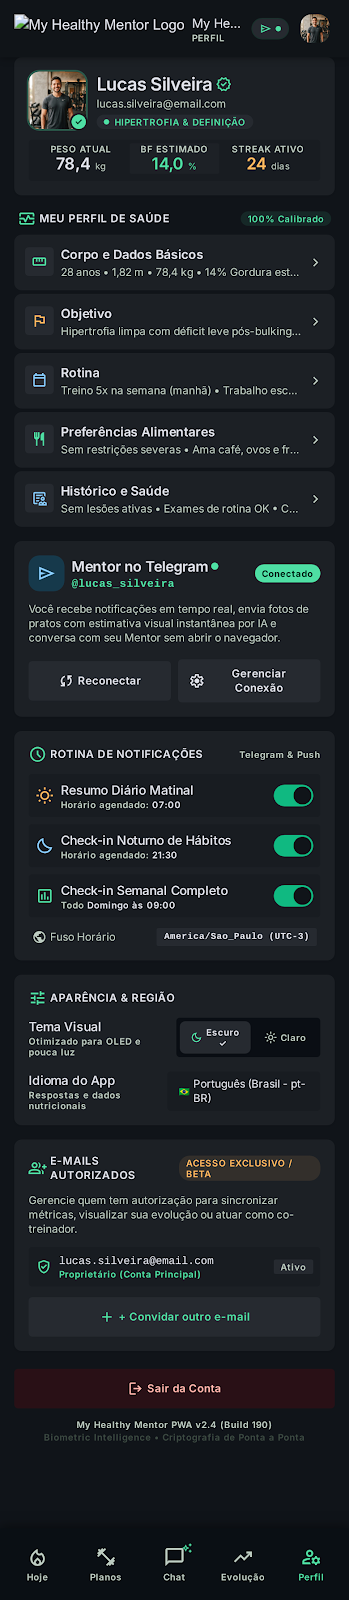 My Healthy Mentor Logo
My He...
PERFIL
Lucas Silveira
lucas.silveira@email.com
HIPERTROFIA & DEFINIÇÃO
PESO ATUAL
78,4 kg
BF ESTIMADO
14,0 %
STREAK ATIVO
24 dias
MEU PERFIL DE SAÚDE
100% Calibrado
Corpo e Dados Básicos
28 anos • 1,82 m • 78,4 kg • 14% Gordura est...
Objetivo
Hipertrofia limpa com déficit leve pós-bulking...
Rotina
Treino 5x na semana (manhã) • Trabalho esc...
Preferências Alimentares
Sem restrições severas • Ama café, ovos e fr...
Histórico e Saúde
Sem lesões ativas • Exames de rotina OK • C...
Mentor no Telegram
@lucas_silveira
Conectado
Você recebe notificações em tempo real, envia fotos de
pratos com estimativa visual instantânea por IA e
conversa com seu Mentor sem abrir o navegador.
Reconectar
Gerenciar
Conexão
ROTINA DE NOTIFICAÇÕES
Telegram & Push
Resumo Diário Matinal
Horário agendado: 07:00
Check-in Noturno de Hábitos
Horário agendado: 21:30
Check-in Semanal Completo
Todo Domingo às 09:00
Fuso Horário
America/Sao_Paulo (UTC-3)
APARÊNCIA & REGIÃO
Tema Visual
Otimizado para OLED e
pouca luz
Escuro
Claro
Idioma do App
Respostas e dados
nutricionais
Português (Brasil - pt-
BR)
E-MAILS
AUTORIZADOS
ACESSO EXCLUSIVO /
BETA
Gerencie quem tem autorização para sincronizar
métricas, visualizar sua evolução ou atuar como co-
treinador.
lucas.silveira@email.com
Proprietário (Conta Principal)
Ativo
+ Convidar outro e-mail
Sair da Conta
My Healthy Mentor PWA v2.4 (Build 190)
Biometric Intelligence • Criptografia de Ponta a Ponta
Hoje
Planos
Chat
Evolução
Perfil